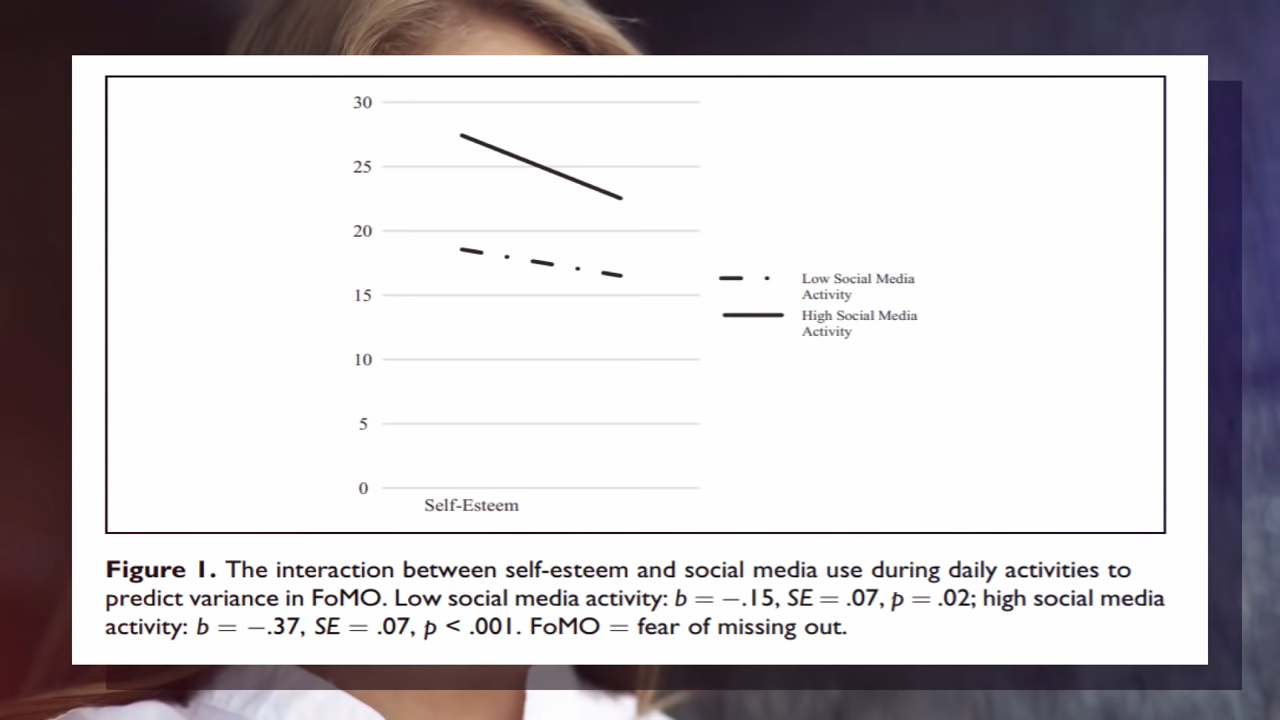 30
25
20
15
10
5
0
Self-Esteem
Low Social Media
Activity
High Social Media
Activity
Figure 1. The interaction between self-esteem and social media use during daily activities to
predict variance in FoMO. Low social media activity: b = −.15, SE = .07, p = .02; high social media
activity: b = −.37, SE = .07, p < .001. FoMO = fear of missing out.